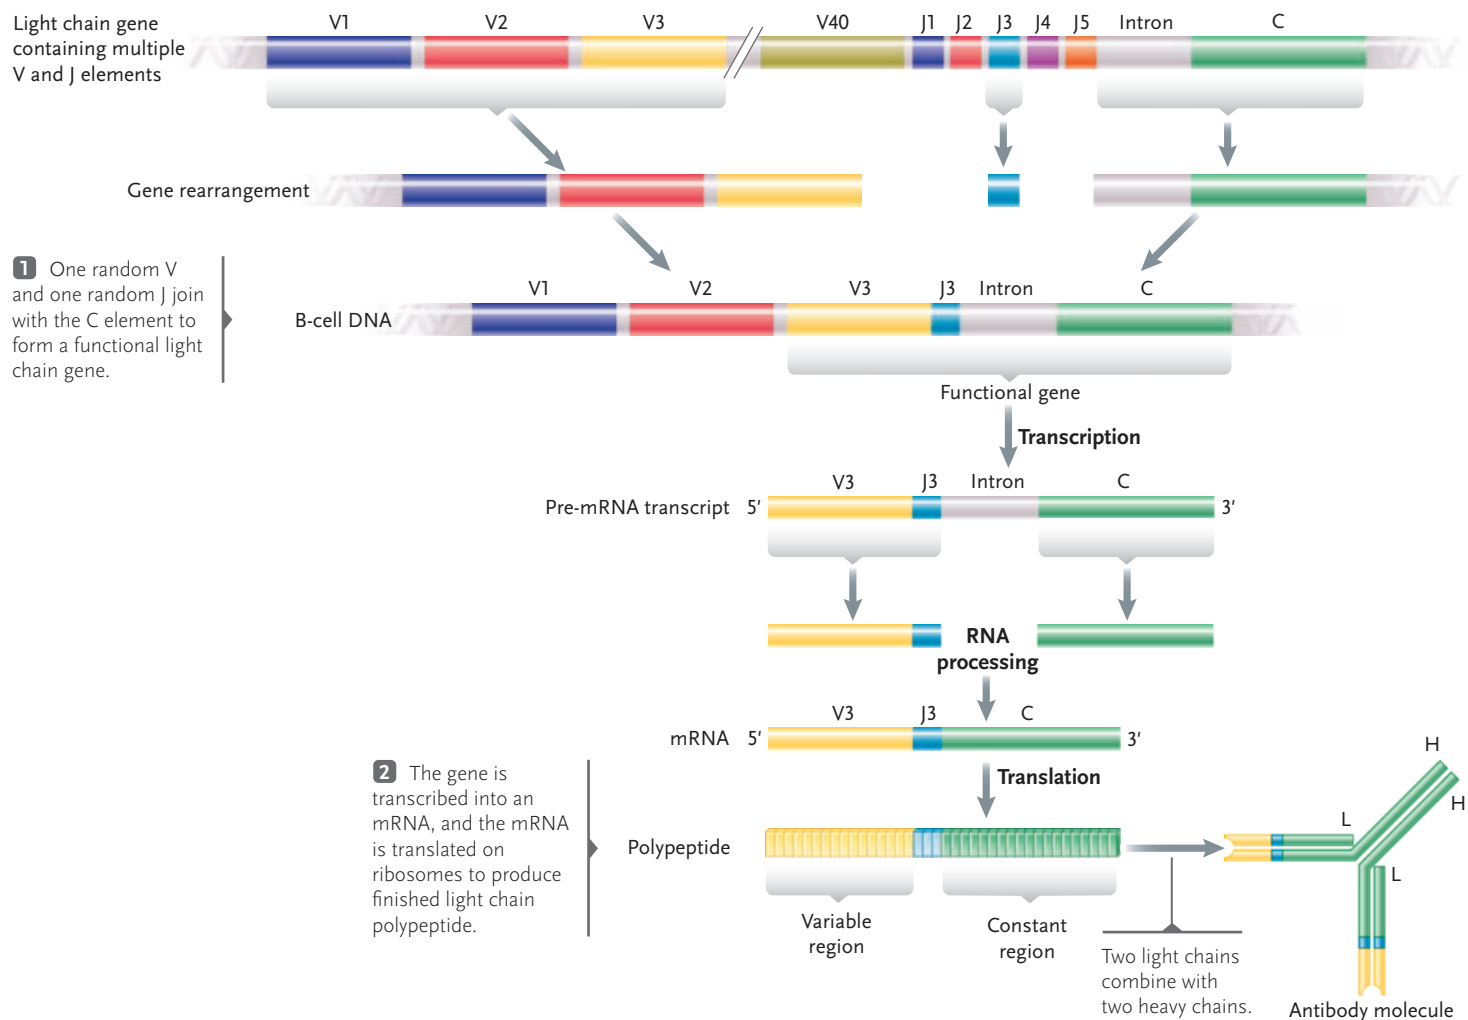 Light chain gene
containing multiple
V and J elements
V1 V2 V3 V40 J1 J2 J3 J4 J5 Intron C
Gene rearrangement
1 One random V
and one random J join
with the C element to
form a functional light
chain gene.
V1 V2 V3 J3 Intron C
B-cell DNA
Functional gene
Transcription
V3 J3 Intron C
Pre-mRNA transcript 5′ 3′
RNA
processing
V3 J3 C
mRNA 5′ 3′
2 The gene is
transcribed into an
mRNA, and the mRNA
is translated on
ribosomes to produce
finished light chain
polypeptide.
Translation
Polypeptide
Variable
region
Constant
region
Two light chains
combine with
two heavy chains.
H
H
L
L
Antibody molecule